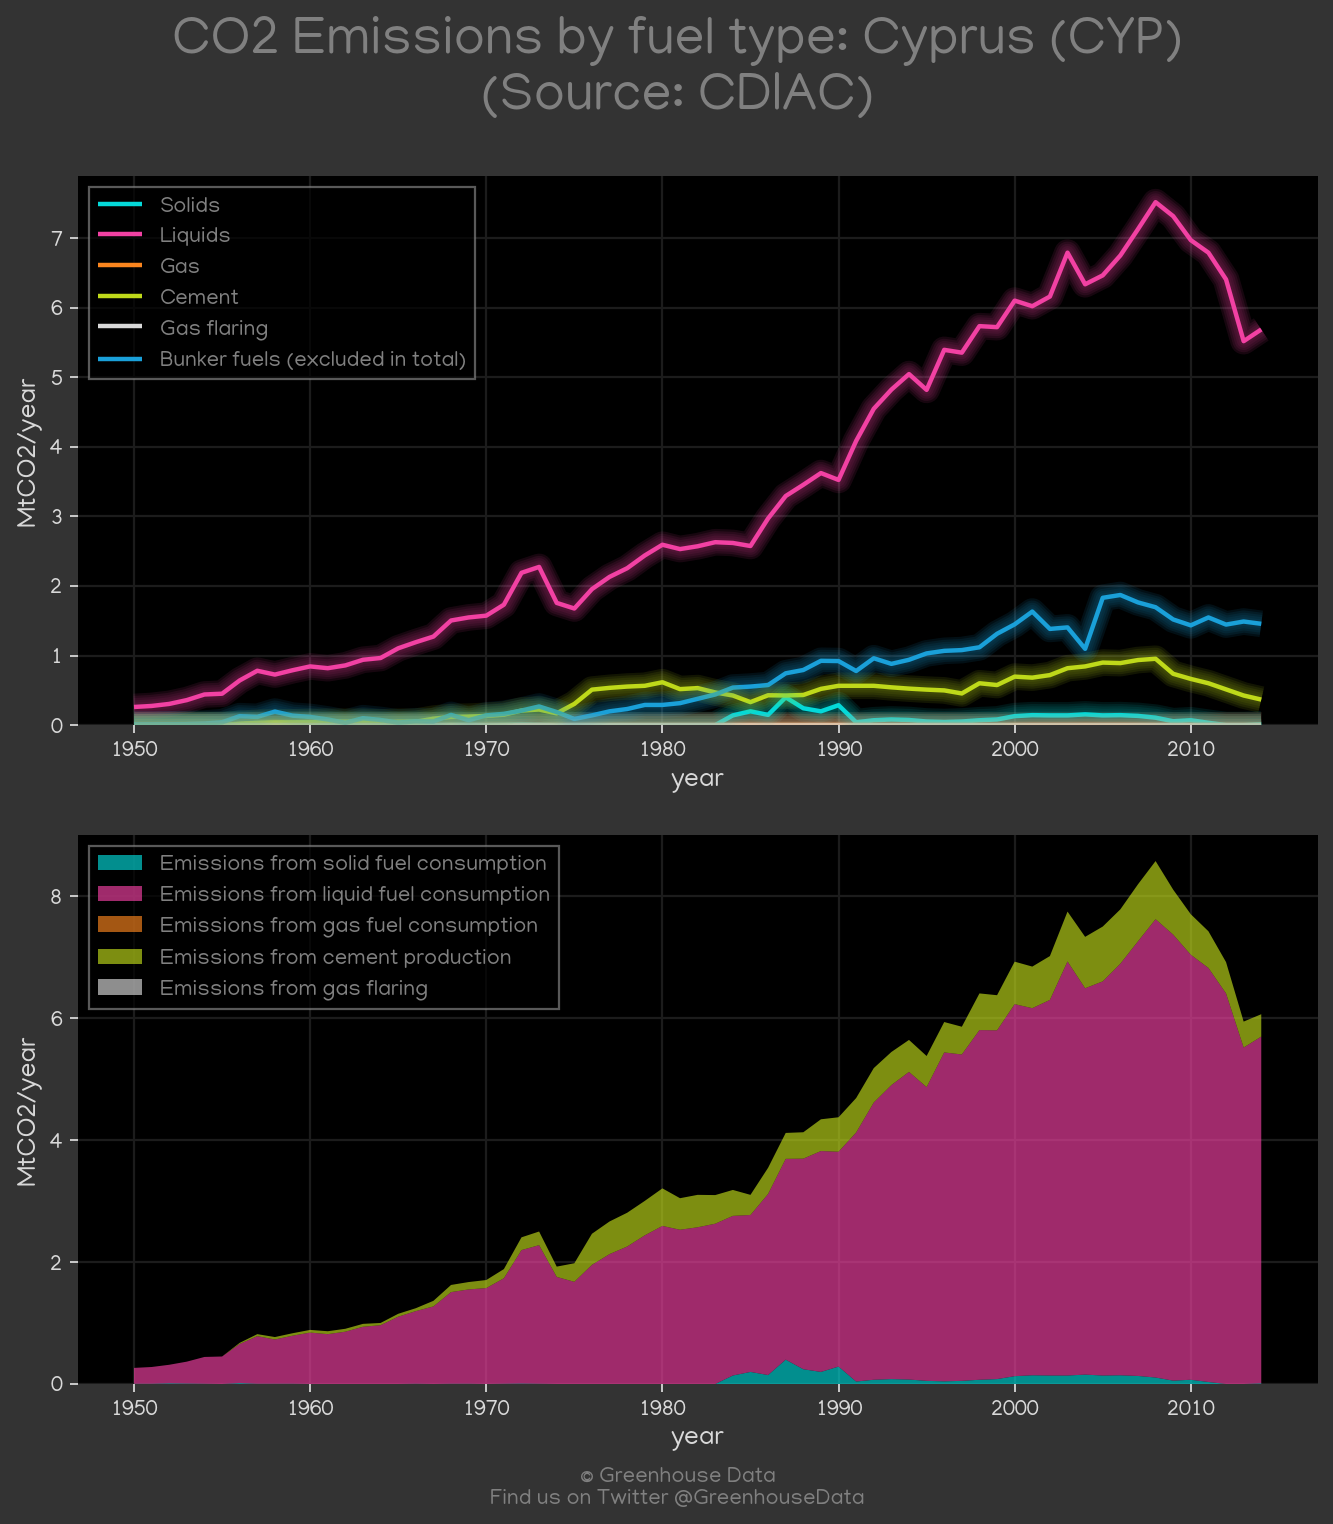 CO2 Emissions by fuel type: Cyprus (CYP)
(Source: CDIAC)
Solids
Liquids
Gas
Cement
Gas flaring
Bunker fuels (excluded in total)
MtCO2/year
7
6
5
4
3
2
1
0
1950 1960 1970 1980 1990 2000 2010
year
Emissions from solid fuel consumption
Emissions from liquid fuel consumption
Emissions from gas fuel consumption
Emissions from cement production
Emissions from gas flaring
MtCO2/year
8
6
4
2
0
1950 1960 1970 1980 1990 2000 2010
year
© Greenhouse Data
Find us on Twitter @GreenhouseData